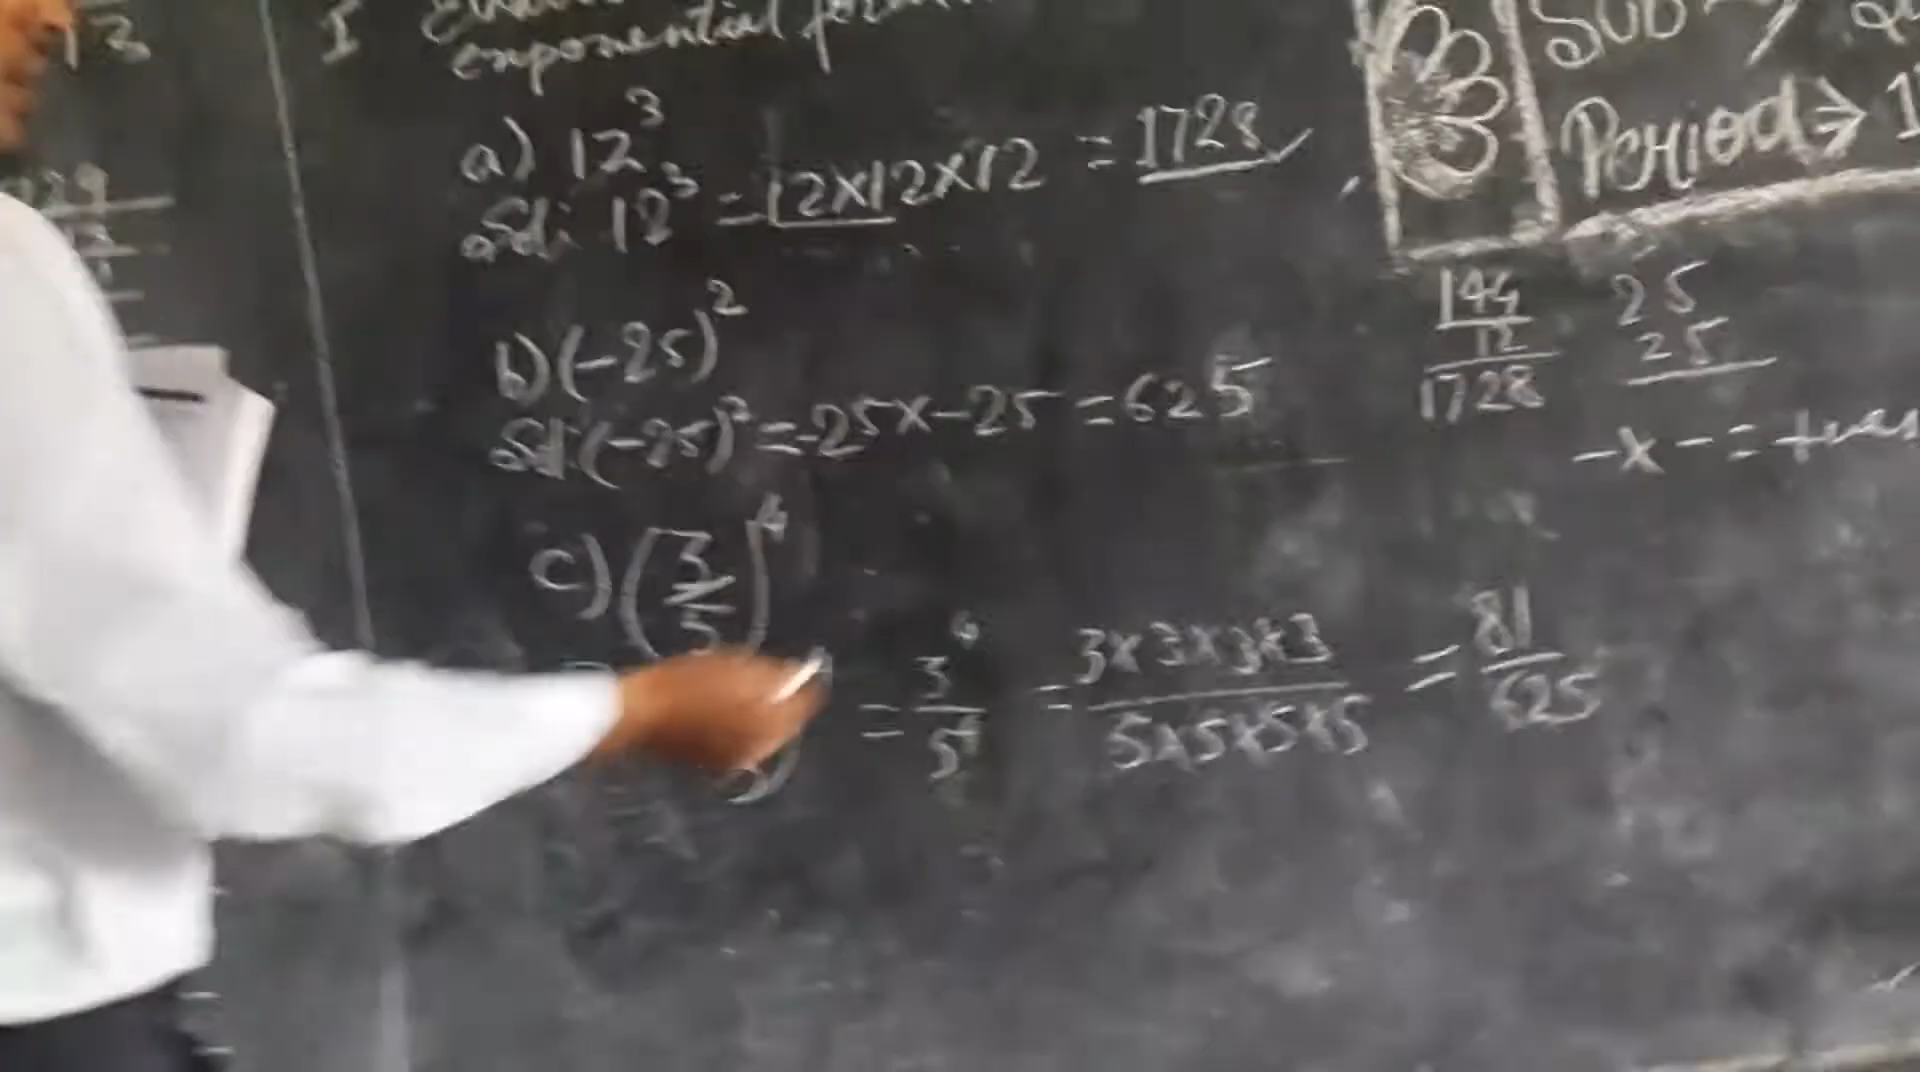 I
exponential
a) 12³
Sol: 12³ = 12×12×12 = 1728
b) (-25)²
Sol: (-25)² = -25×-25 = 625
c) (3/5)⁴
= 3⁴/5⁴ = 3×3×3×3/5×5×5×5 = 81/625
SUB →
Period → 1
144
12
1728
25
25
-×- = +